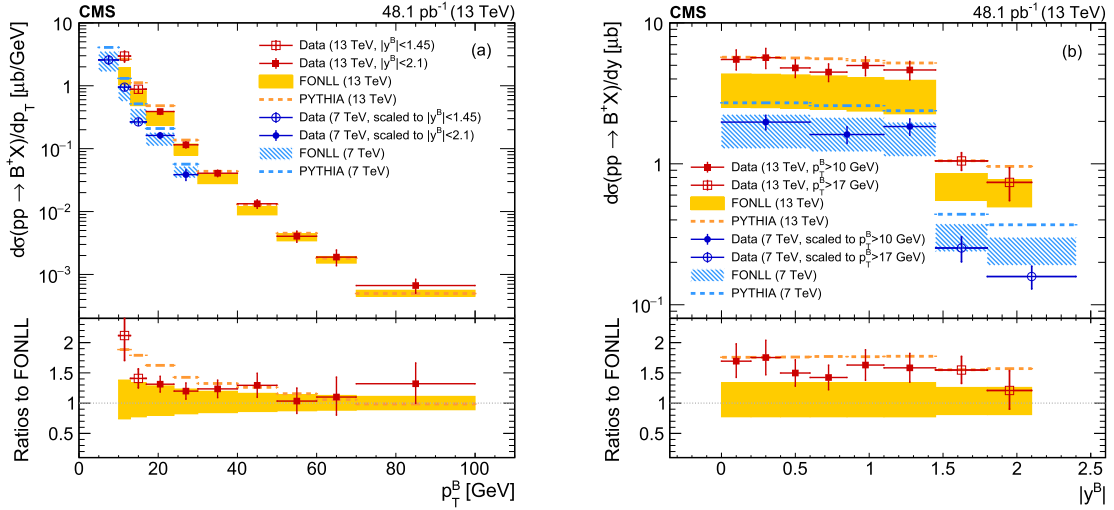 CMS 48.1 pb⁻¹ (13 TeV)
(a)
dσ(pp → B⁺X)/dp_T [μb/GeV]
10
1
10⁻¹
10⁻²
10⁻³
Data (13 TeV, |y^B|<1.45)
Data (13 TeV, |y^B|<2.1)
FONLL (13 TeV)
PYTHIA (13 TeV)
Data (7 TeV, scaled to |y^B|<1.45)
Data (7 TeV, scaled to |y^B|<2.1)
FONLL (7 TeV)
PYTHIA (7 TeV)
Ratios to FONLL
2
1.5
1
0.5
0 20 40 60 80 100
p_T^B [GeV]
CMS 48.1 pb⁻¹ (13 TeV)
(b)
dσ(pp → B⁺X)/dy [μb]
10
1
10⁻¹
Data (13 TeV, p_T^B>10 GeV)
Data (13 TeV, p_T^B>17 GeV)
FONLL (13 TeV)
PYTHIA (13 TeV)
Data (7 TeV, scaled to p_T^B>10 GeV)
Data (7 TeV, scaled to p_T^B>17 GeV)
FONLL (7 TeV)
PYTHIA (7 TeV)
Ratios to FONLL
2
1.5
1
0.5
0 0.5 1 1.5 2 2.5
|y^B|